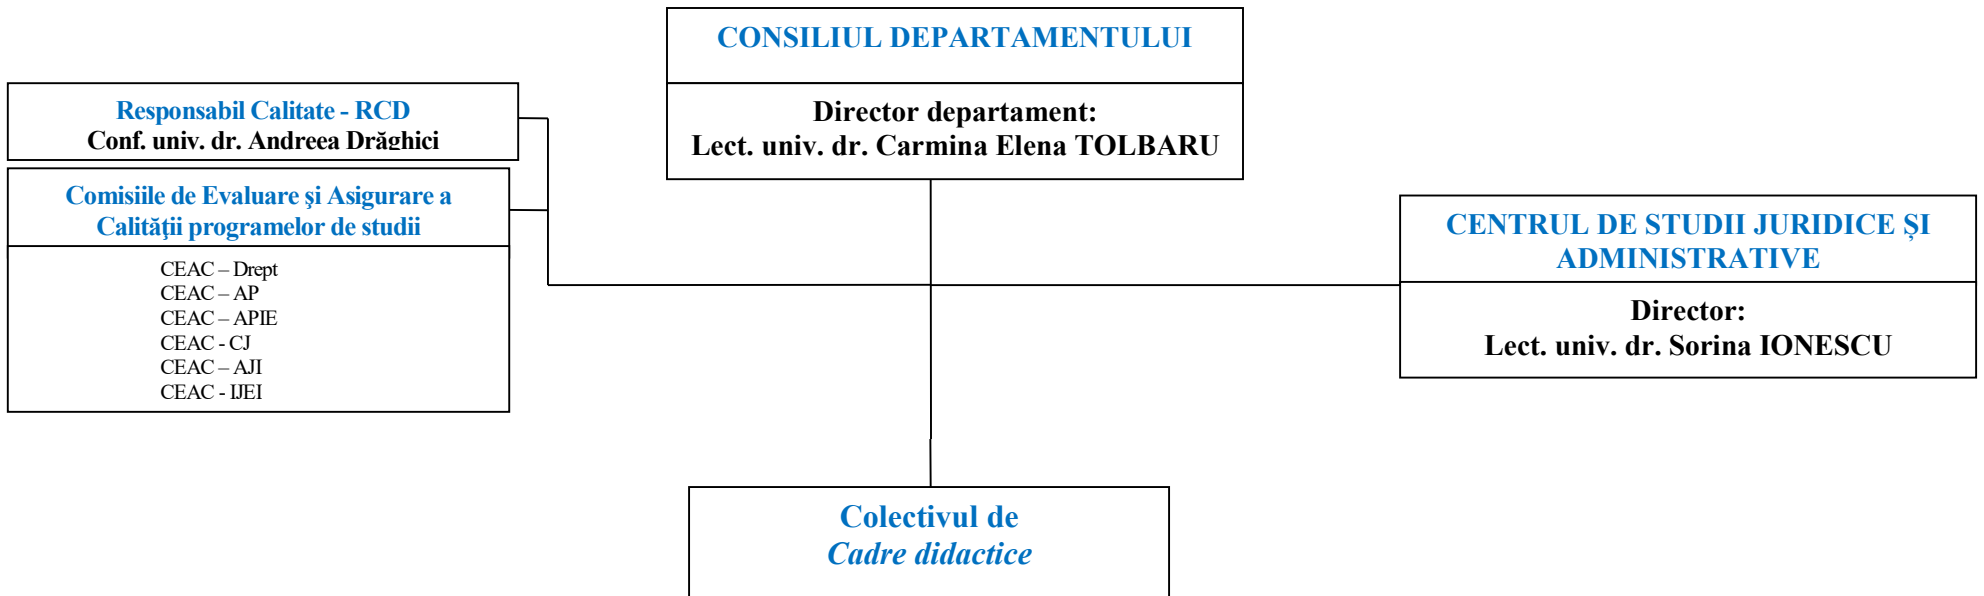 CONSILIUL DEPARTAMENTULUI
Director departament:
Lect. univ. dr. Carmina Elena TOLBARU
Responsabil Calitate - RCD
Conf. univ. dr. Andreea Drăghici
Comisiile de Evaluare şi Asigurare a
Calităţii programelor de studii
CEAC – Drept
CEAC – AP
CEAC – APIE
CEAC - CJ
CEAC – AJI
CEAC - IJEI
CENTRUL DE STUDII JURIDICE ȘI
ADMINISTRATIVE
Director:
Lect. univ. dr. Sorina IONESCU
Colectivul de
Cadre didactice